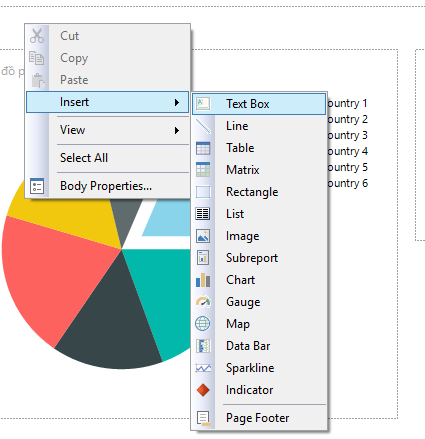 Cut
Copy
đồ p
Paste
Insert
View
Select All
Body Properties...
Text Box
Line
Table
Matrix
Rectangle
List
Image
Subreport
Chart
Gauge
Map
Data Bar
Sparkline
Indicator
Page Footer
ountry 1
ountry 2
ountry 3
ountry 4
ountry 5
ountry 6